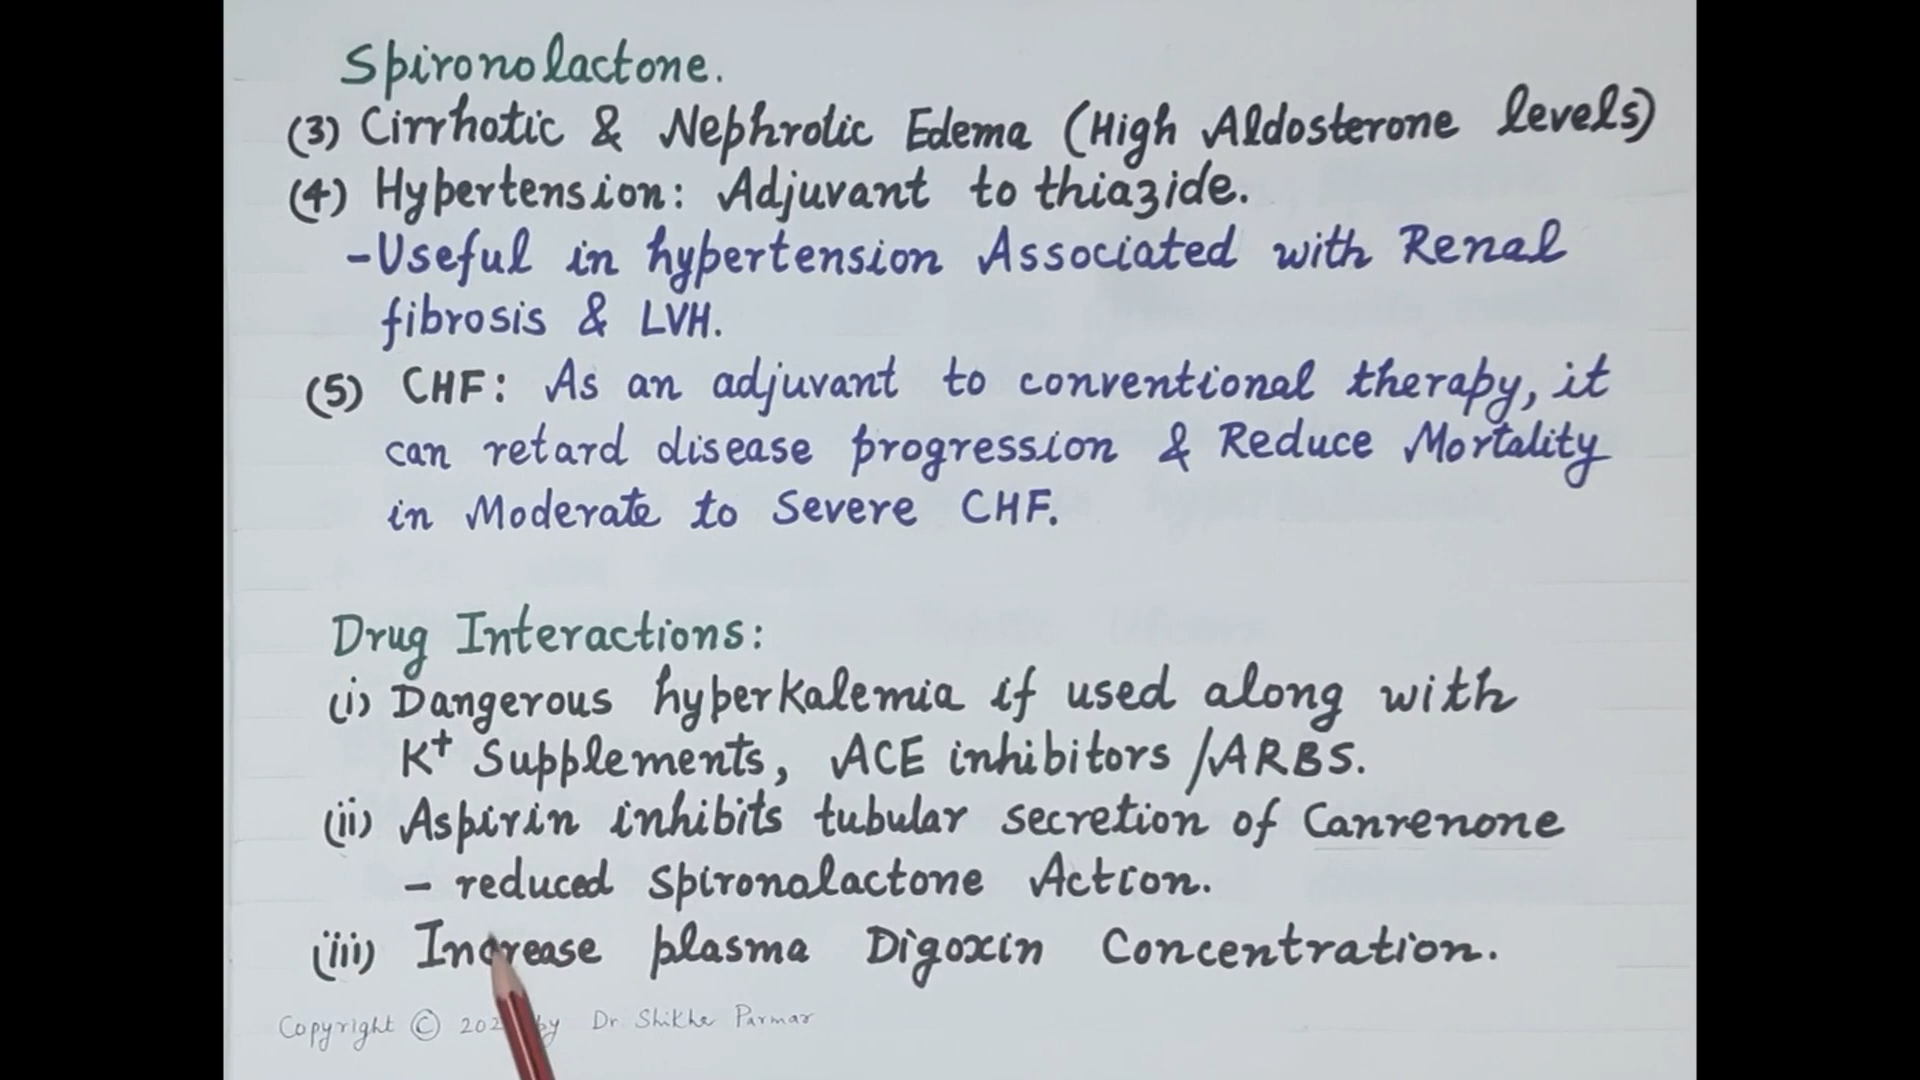 Spironolactone.
(3) Cirrhotic & Nephrotic Edema (High Aldosterone levels)
(4) Hypertension: Adjuvant to thiazide.
-Useful in hypertension Associated with Renal
fibrosis & LVH.
(5) CHF: As an adjuvant to conventional therapy, it
can retard disease progression & Reduce Mortality
in Moderate to Severe CHF.
Drug Interactions:
(i) Dangerous hyperkalemia if used along with
K+ Supplements, ACE inhibitors /ARBS.
(ii) Aspirin inhibits tubular secretion of Canrenone
- reduced spironolactone Action.
(iii) Increase plasma Digoxin Concentration.
Copyright © by Dr. Shikha Parmar